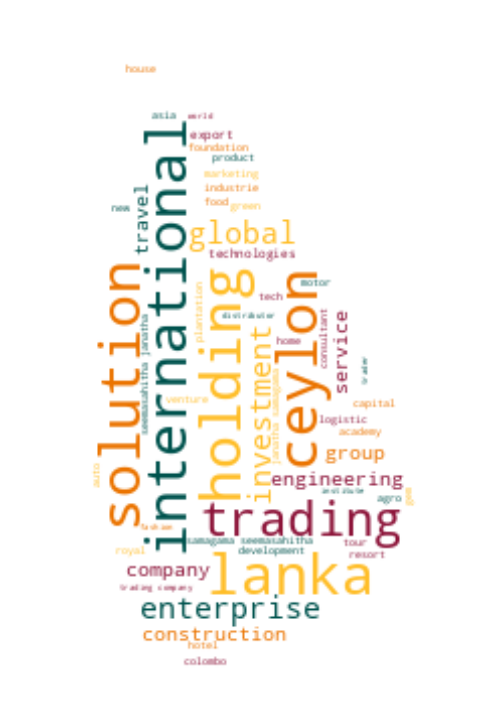 house
asia
world
export
foundation
product
marketing
industrie
food
green
new
travel
international
global
technologies
solution
seemasahitha janatha
plantation
holding
tech
motor
ceylon
distributor
home
consultant
service
trader
investment
janatha samagama
venture
capital
logistic
academy
group
auto
engineering
institute
agro
gem
trading
fashion
samagama seemasahitha
tour
royal
development
resort
company
lanka
trading company
enterprise
construction
hotel
colombo